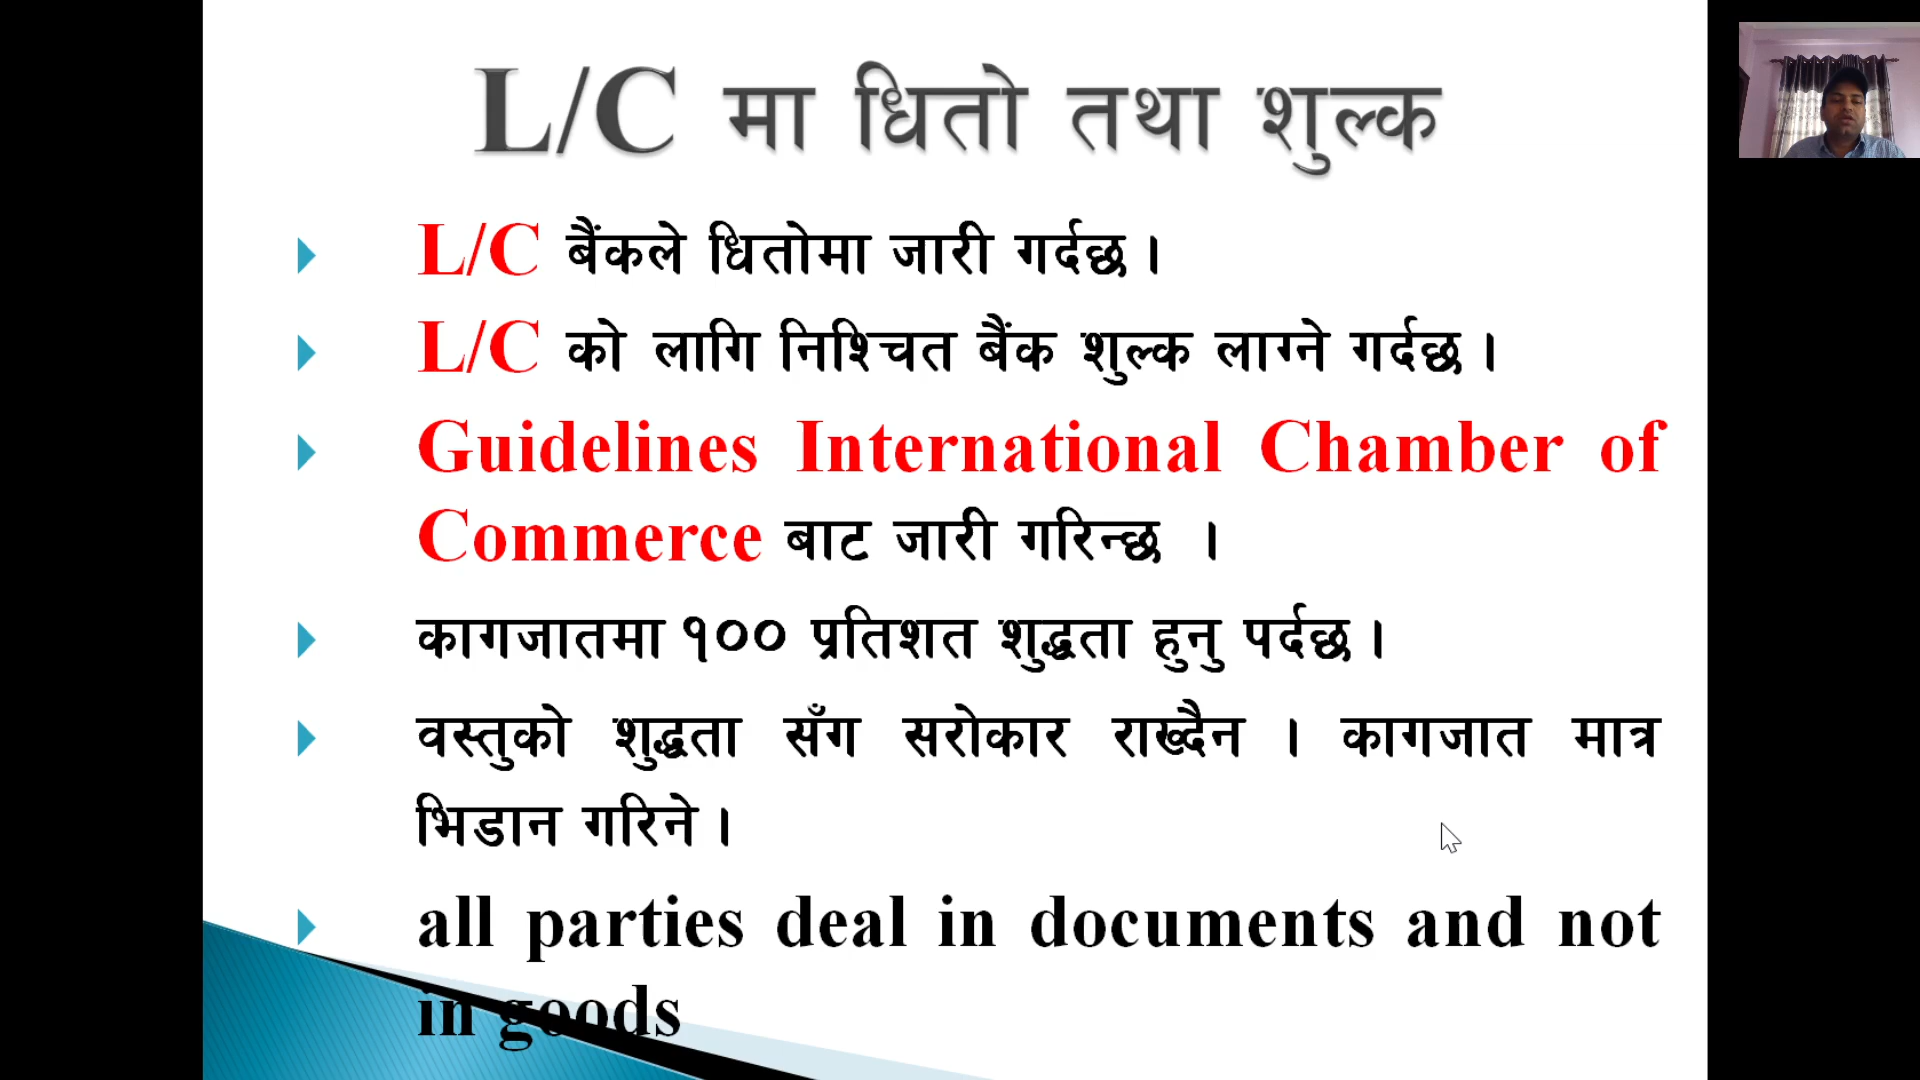 L/C मा धितो तथा शुल्क
L/C बैंकले धितोमा जारी गर्दछ ।
L/C को लागि निश्चित बैंक शुल्क लाग्ने गर्दछ ।
Guidelines International Chamber of
Commerce बाट जारी गरिन्छ ।
कागजातमा १०० प्रतिशत शुद्धता हुनु पर्दछ ।
वस्तुको शुद्धता सँग सरोकार राख्दैन । कागजात मात्र
भिडान गरिने ।
all parties deal in documents and not
in goods